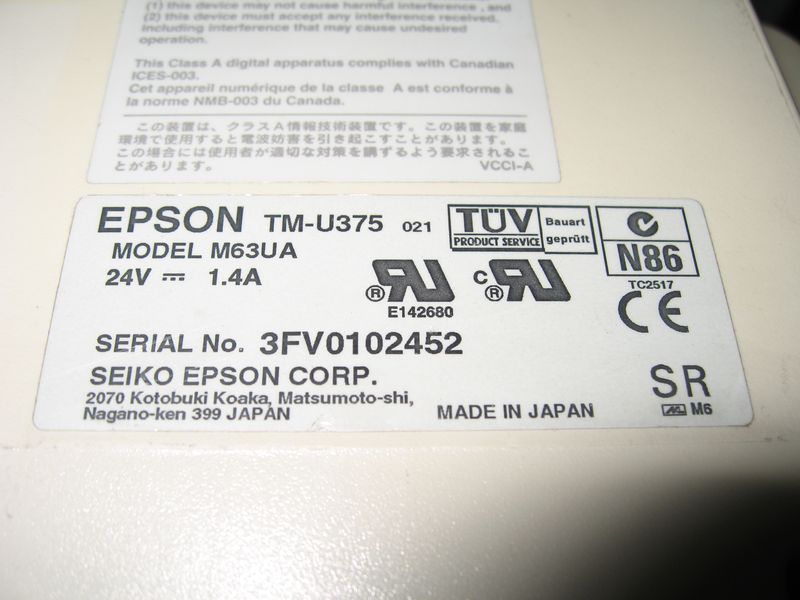 (1) this device may not cause harmful interference , and
(2) this device must accept any interference received,
including interference that may cause undesired
operation.
This Class A digital apparatus complies with Canadian
ICES-003.
Cet appareil numérique de la classe A est conforme à
la norme NMB-003 du Canada.
この装置は、クラスA情報技術装置です。この装置を家庭
環境で使用すると電波妨害を引き起こすことがあります。
この場合には使用者が適切な対策を講ずるよう要求されるこ
とがあります。 VCCI-A
EPSON TM-U375 021
TÜV
PRODUCT SERVICE
Bauart
geprüft
N86
MODEL M63UA
24V 1.4A
E142680
C
TC2517
CE
SERIAL No. 3FV0102452
SEIKO EPSON CORP.
2070 Kotobuki Koaka, Matsumoto-shi,
Nagano-ken 399 JAPAN
MADE IN JAPAN
SR
M6